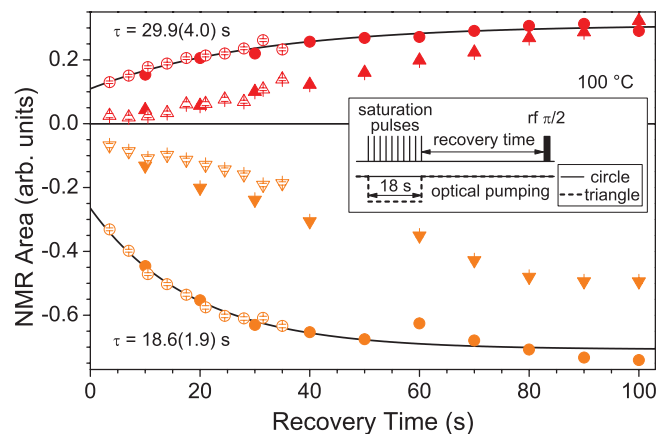 τ = 29.9(4.0) s
100 °C
saturation
pulses
rf π/2
recovery time
18 s
optical pumping
circle
triangle
τ = 18.6(1.9) s
NMR Area (arb. units)
0.2
0.0
-0.2
-0.4
-0.6
0 20 40 60 80 100
Recovery Time (s)